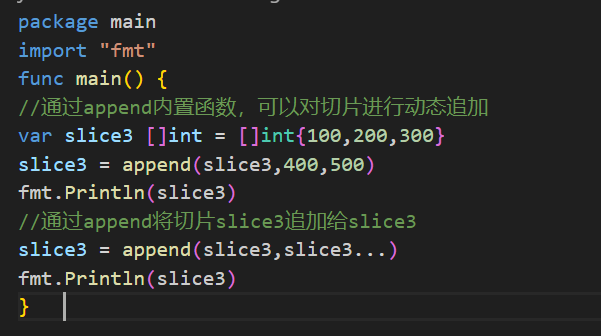 package main
import "fmt"
func main() {
//通过append内置函数，可以对切片进行动态追加
var slice3 []int = []int{100,200,300}
slice3 = append(slice3,400,500)
fmt.Println(slice3)
//通过append将切片slice3追加给slice3
slice3 = append(slice3,slice3...)
fmt.Println(slice3)
}